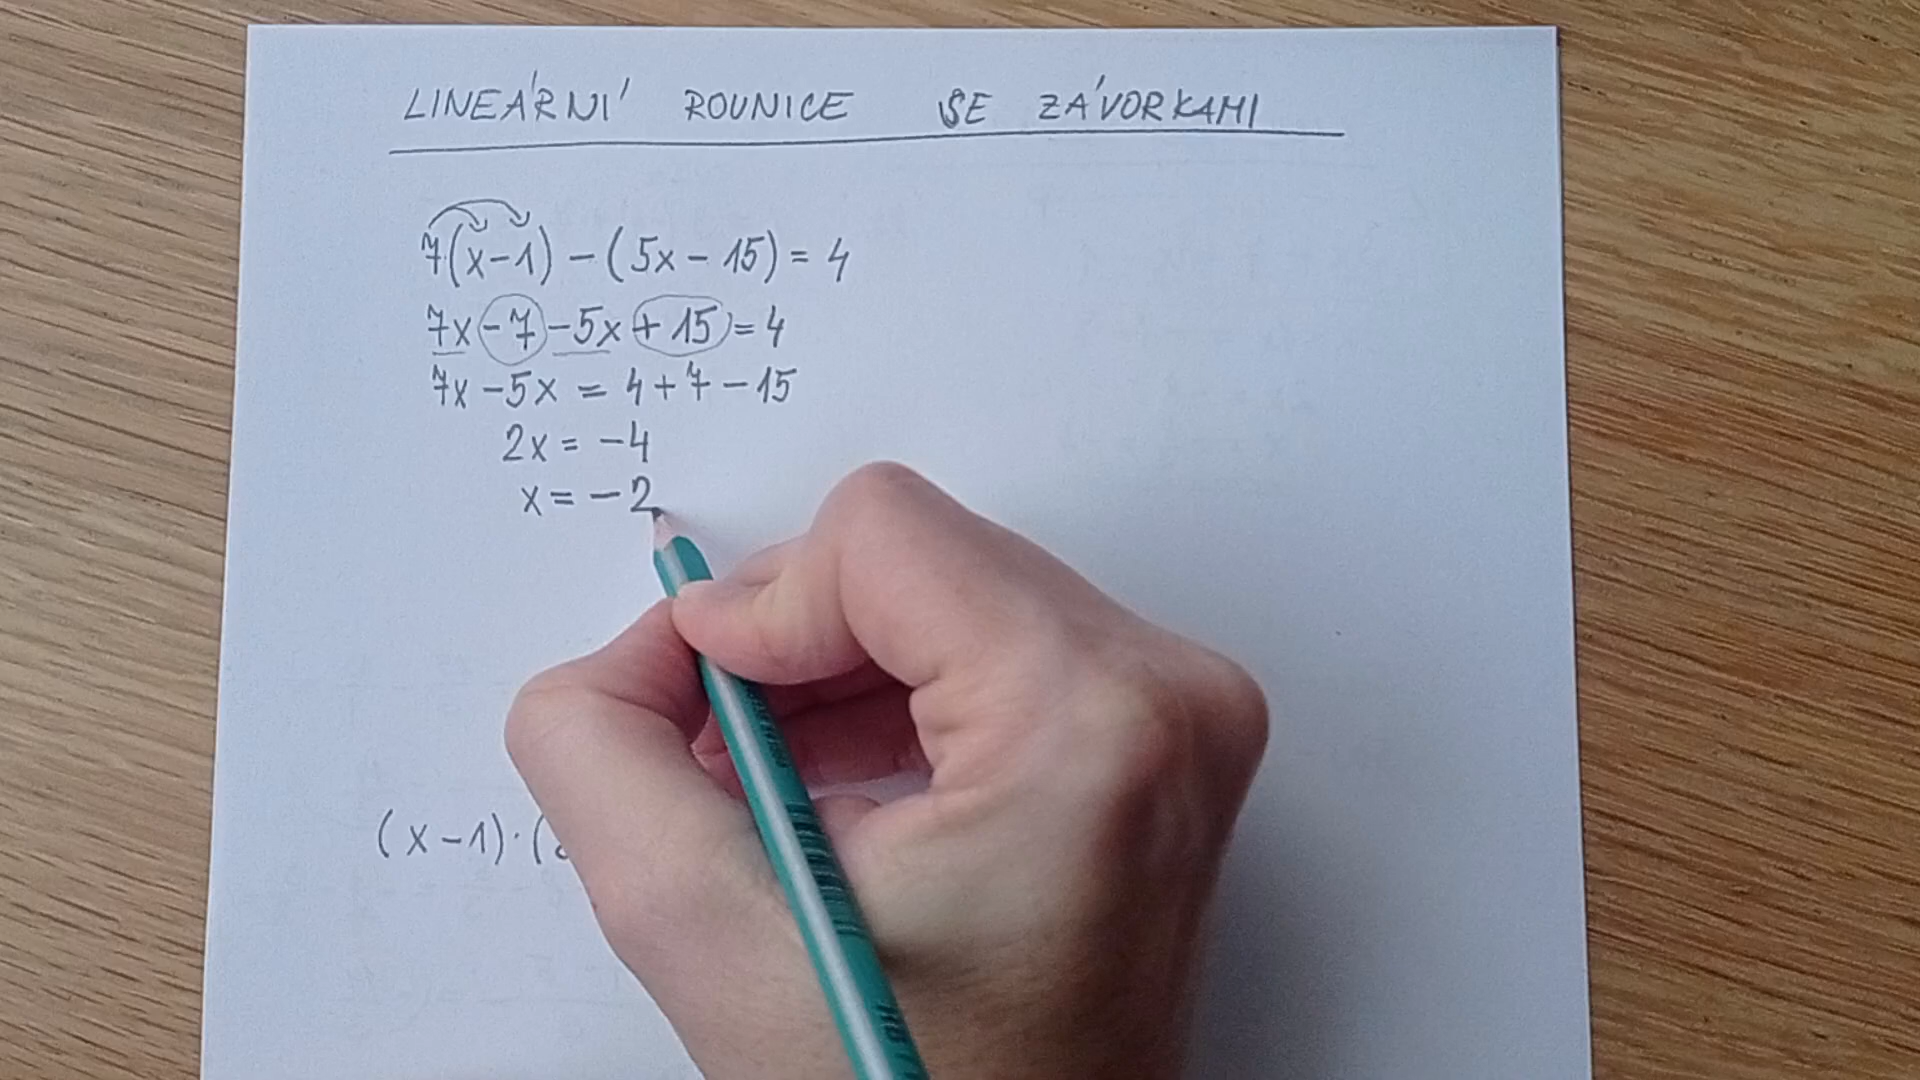 LINEÁRNÍ ROVNICE SE ZÁVORKAMI
7(x-1) - (5x - 15) = 4
7x - 7 - 5x + 15 = 4
7x - 5x = 4 + 7 - 15
2x = -4
x = -2
(x-1)·(